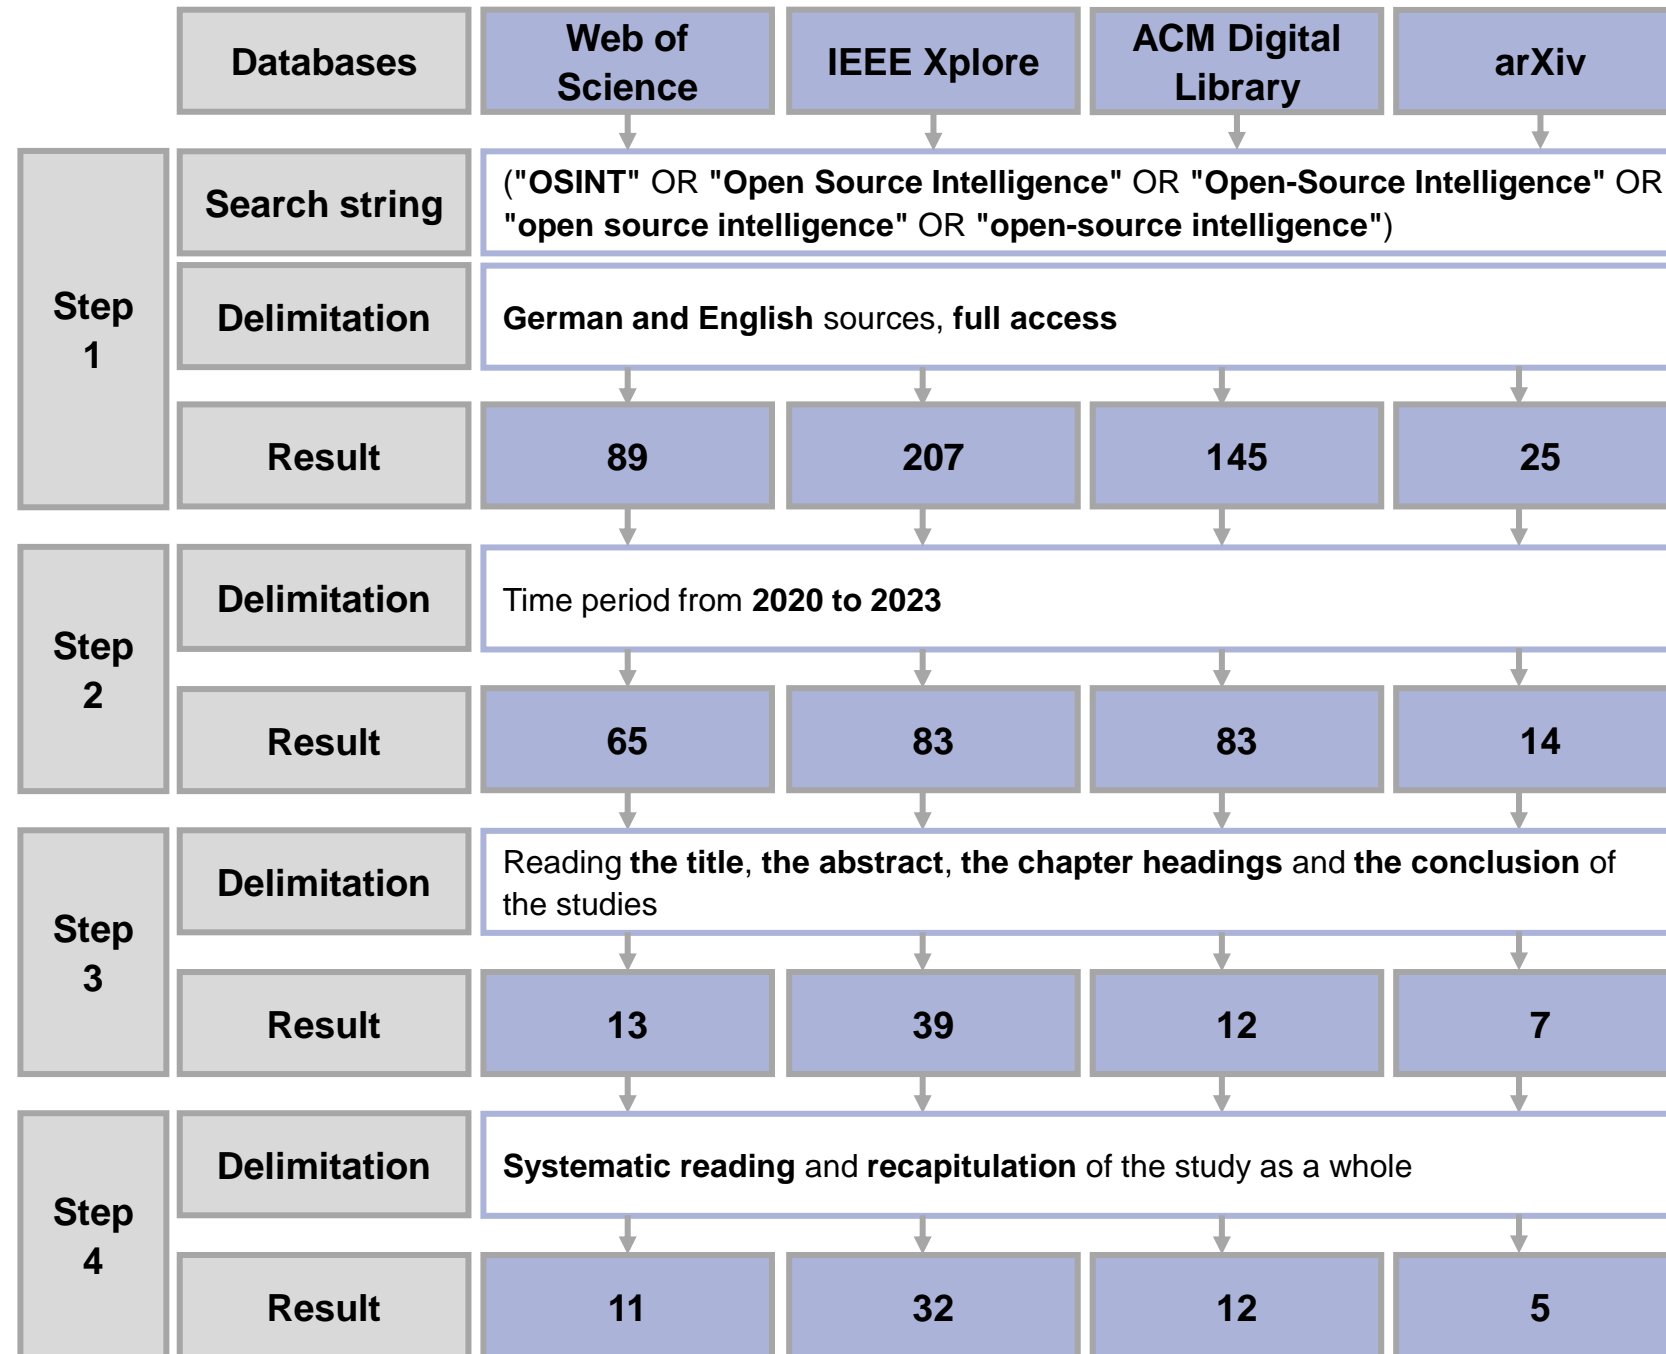 Databases
Web of
Science
IEEE Xplore
ACM Digital
Library
arXiv
Step
1
Search string
("OSINT" OR "Open Source Intelligence" OR "Open-Source Intelligence" OR
"open source intelligence" OR "open-source intelligence")
Delimitation
German and English sources, full access
Result
89
207
145
25
Step
2
Delimitation
Time period from 2020 to 2023
Result
65
83
83
14
Step
3
Delimitation
Reading the title, the abstract, the chapter headings and the conclusion of
the studies
Result
13
39
12
7
Step
4
Delimitation
Systematic reading and recapitulation of the study as a whole
Result
11
32
12
5